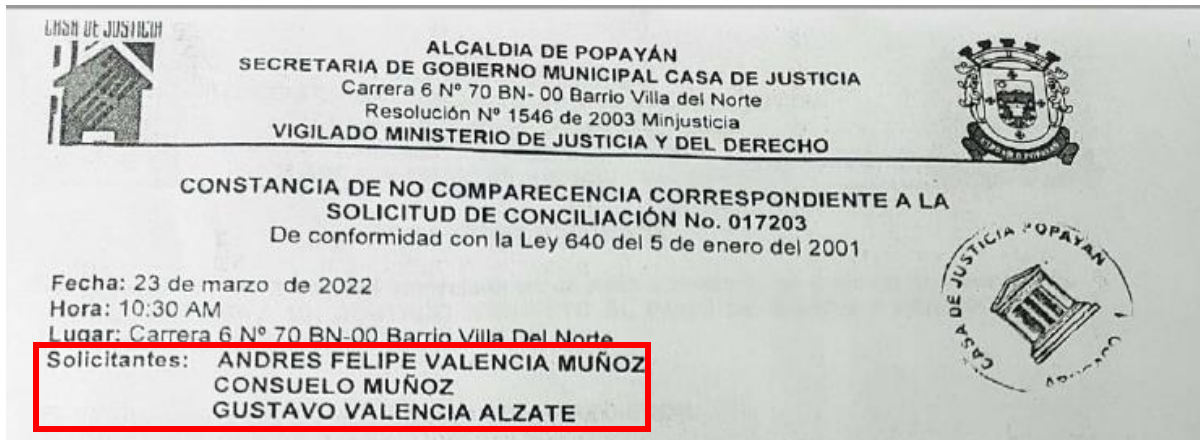 CASA DE JUSTICIA
ALCALDIA DE POPAYÁN
SECRETARIA DE GOBIERNO MUNICIPAL CASA DE JUSTICIA
Carrera 6 Nº 70 BN- 00 Barrio Villa del Norte
Resolución Nº 1546 de 2003 Minjusticia
VIGILADO MINISTERIO DE JUSTICIA Y DEL DERECHO
CONSTANCIA DE NO COMPARECENCIA CORRESPONDIENTE A LA
SOLICITUD DE CONCILIACIÓN No. 017203
De conformidad con la Ley 640 del 5 de enero del 2001
CASA DE JUSTICIA POPAYAN
Fecha: 23 de marzo de 2022
Hora: 10:30 AM
Lugar: Carrera 6 Nº 70 BN-00 Barrio Villa Del Norte
Solicitantes: ANDRES FELIPE VALENCIA MUÑOZ
CONSUELO MUÑOZ
GUSTAVO VALENCIA ALZATE